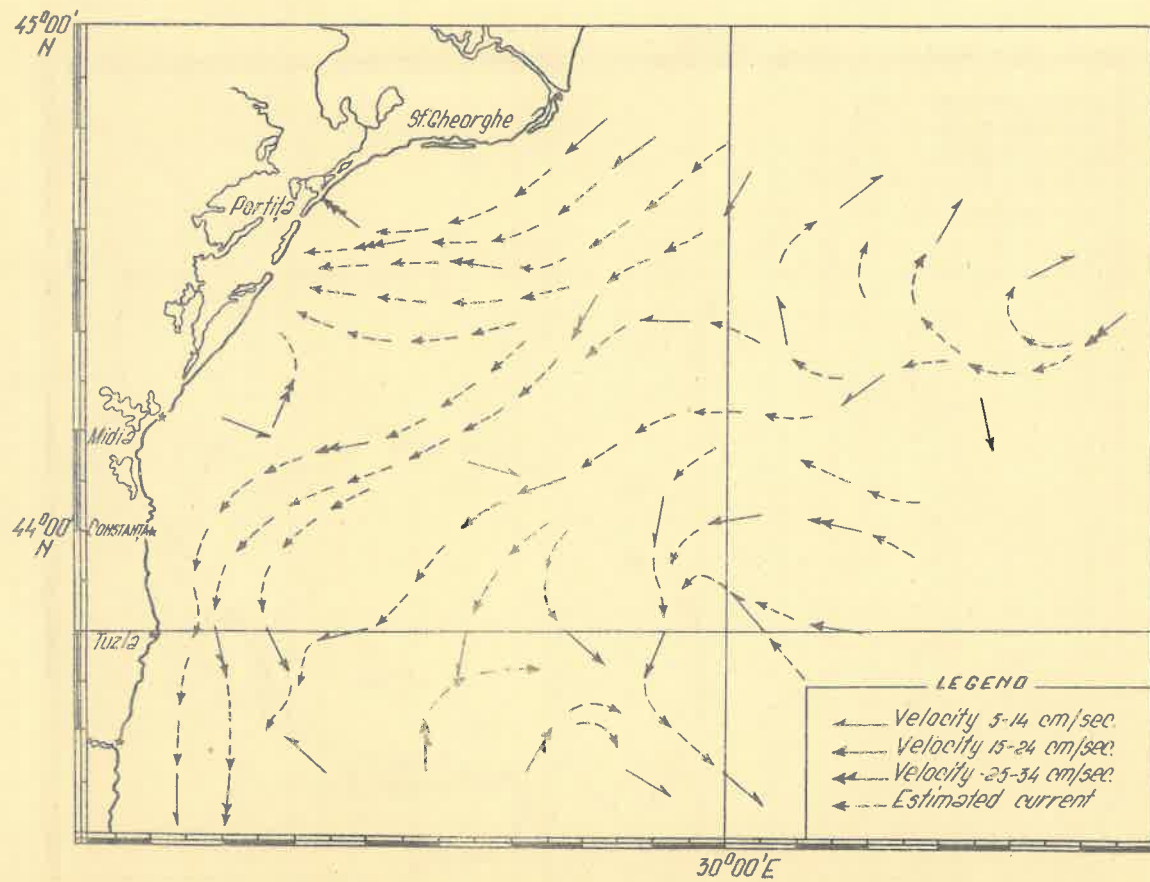 45°00'
N
Sf. Gheorghe
Portița
Midia
44°00'
N
CONSTANȚA
Tuzla
LEGEND
Velocity 5-14 cm/sec.
Velocity 15-24 cm/sec.
Velocity 25-34 cm/sec.
Estimated current
30°00'E